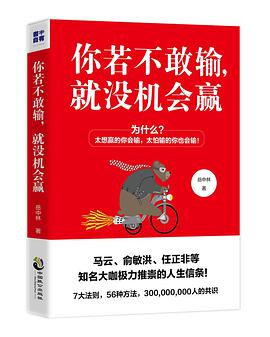 你若不敢输，
就没机会赢
为什么？
太想赢的你会输，太怕输的你也会输！
岳中林
著
马云、俞敏洪、任正非等
知名大咖极力推崇的人生信条！
7大法则，56种方法，300,000,000人的共识
你若不敢输，就没机会赢
岳中林 著